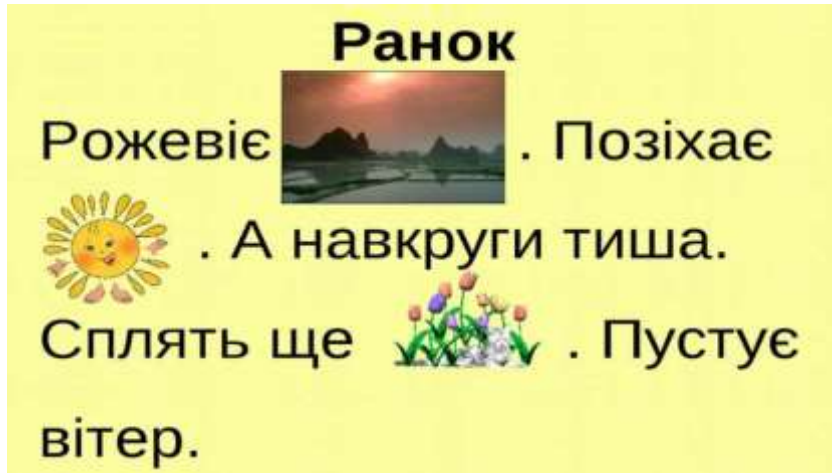 Ранок
Рожевіє . Позіхає
. А навкруги тиша.
Сплять ще . Пустує
вітер.